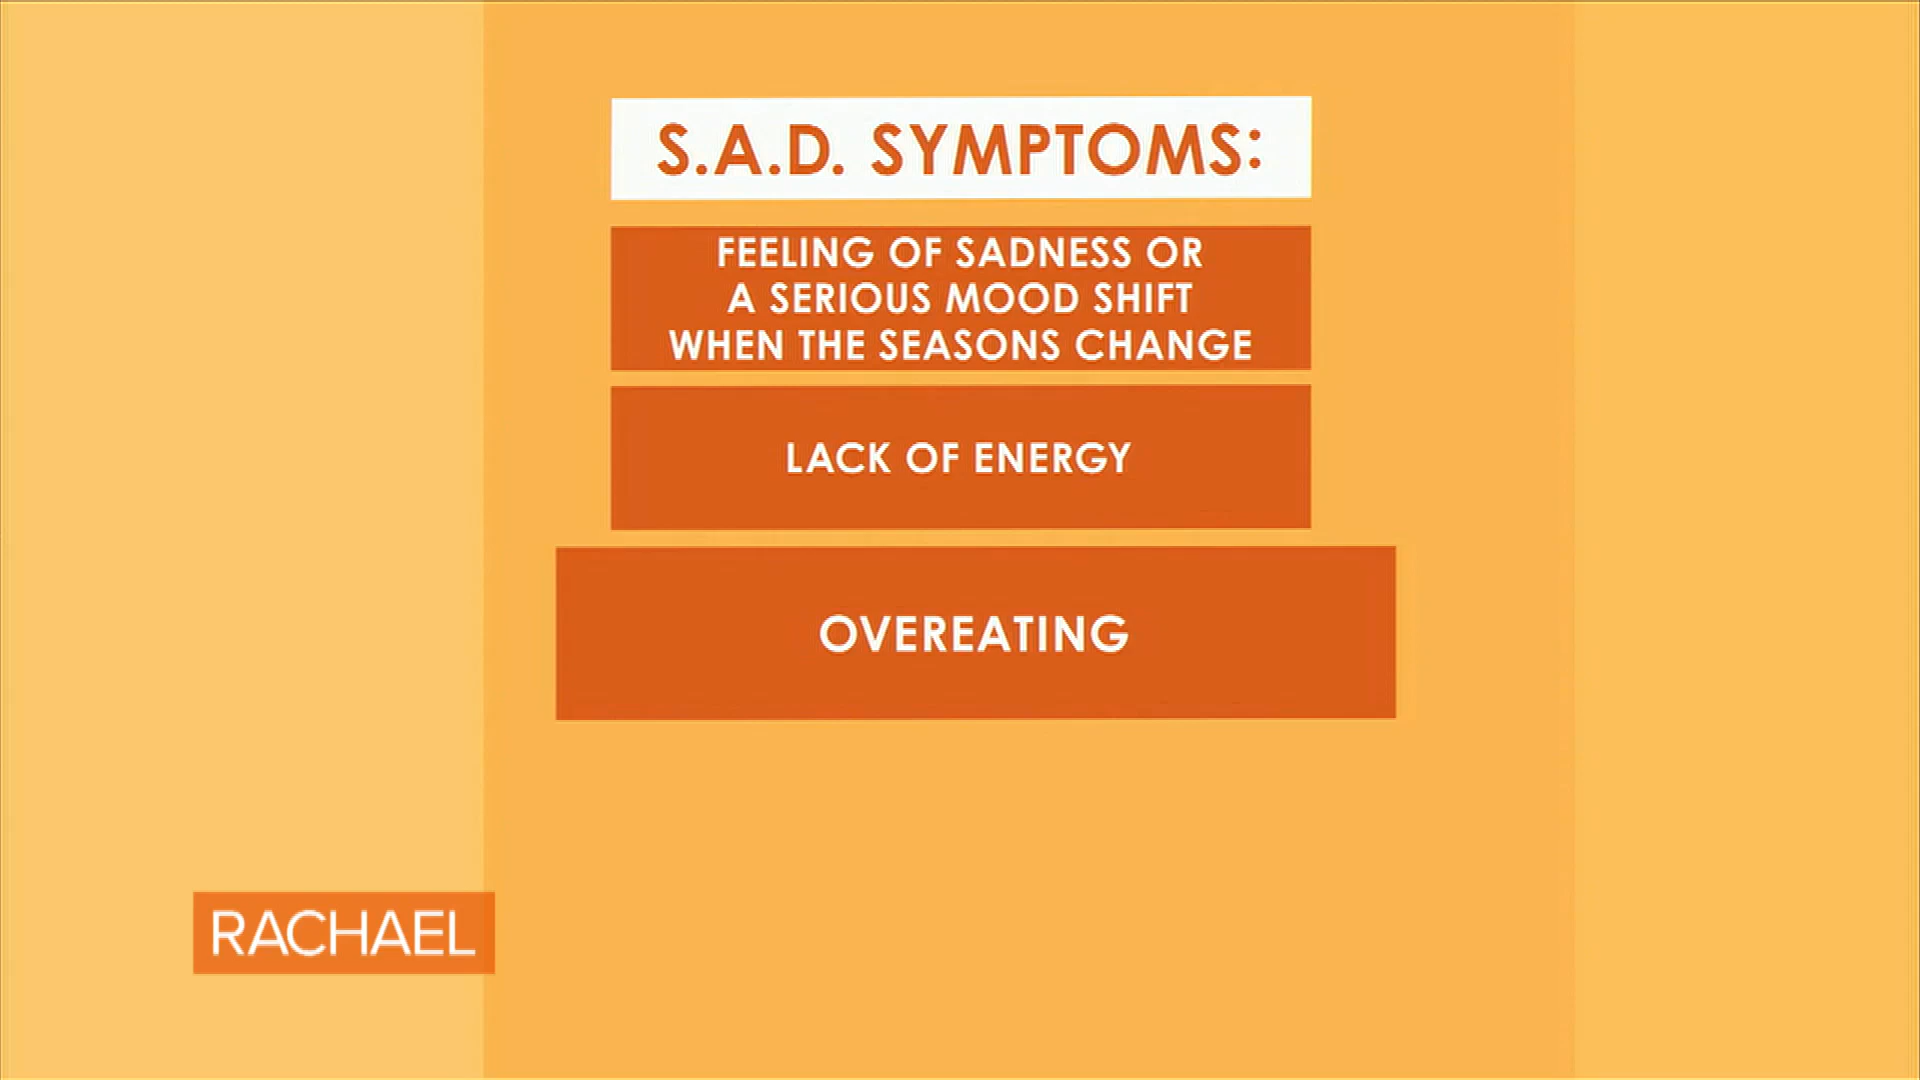 S.A.D. SYMPTOMS:
FEELING OF SADNESS OR
A SERIOUS MOOD SHIFT
WHEN THE SEASONS CHANGE
LACK OF ENERGY
OVEREATING
RACHAEL